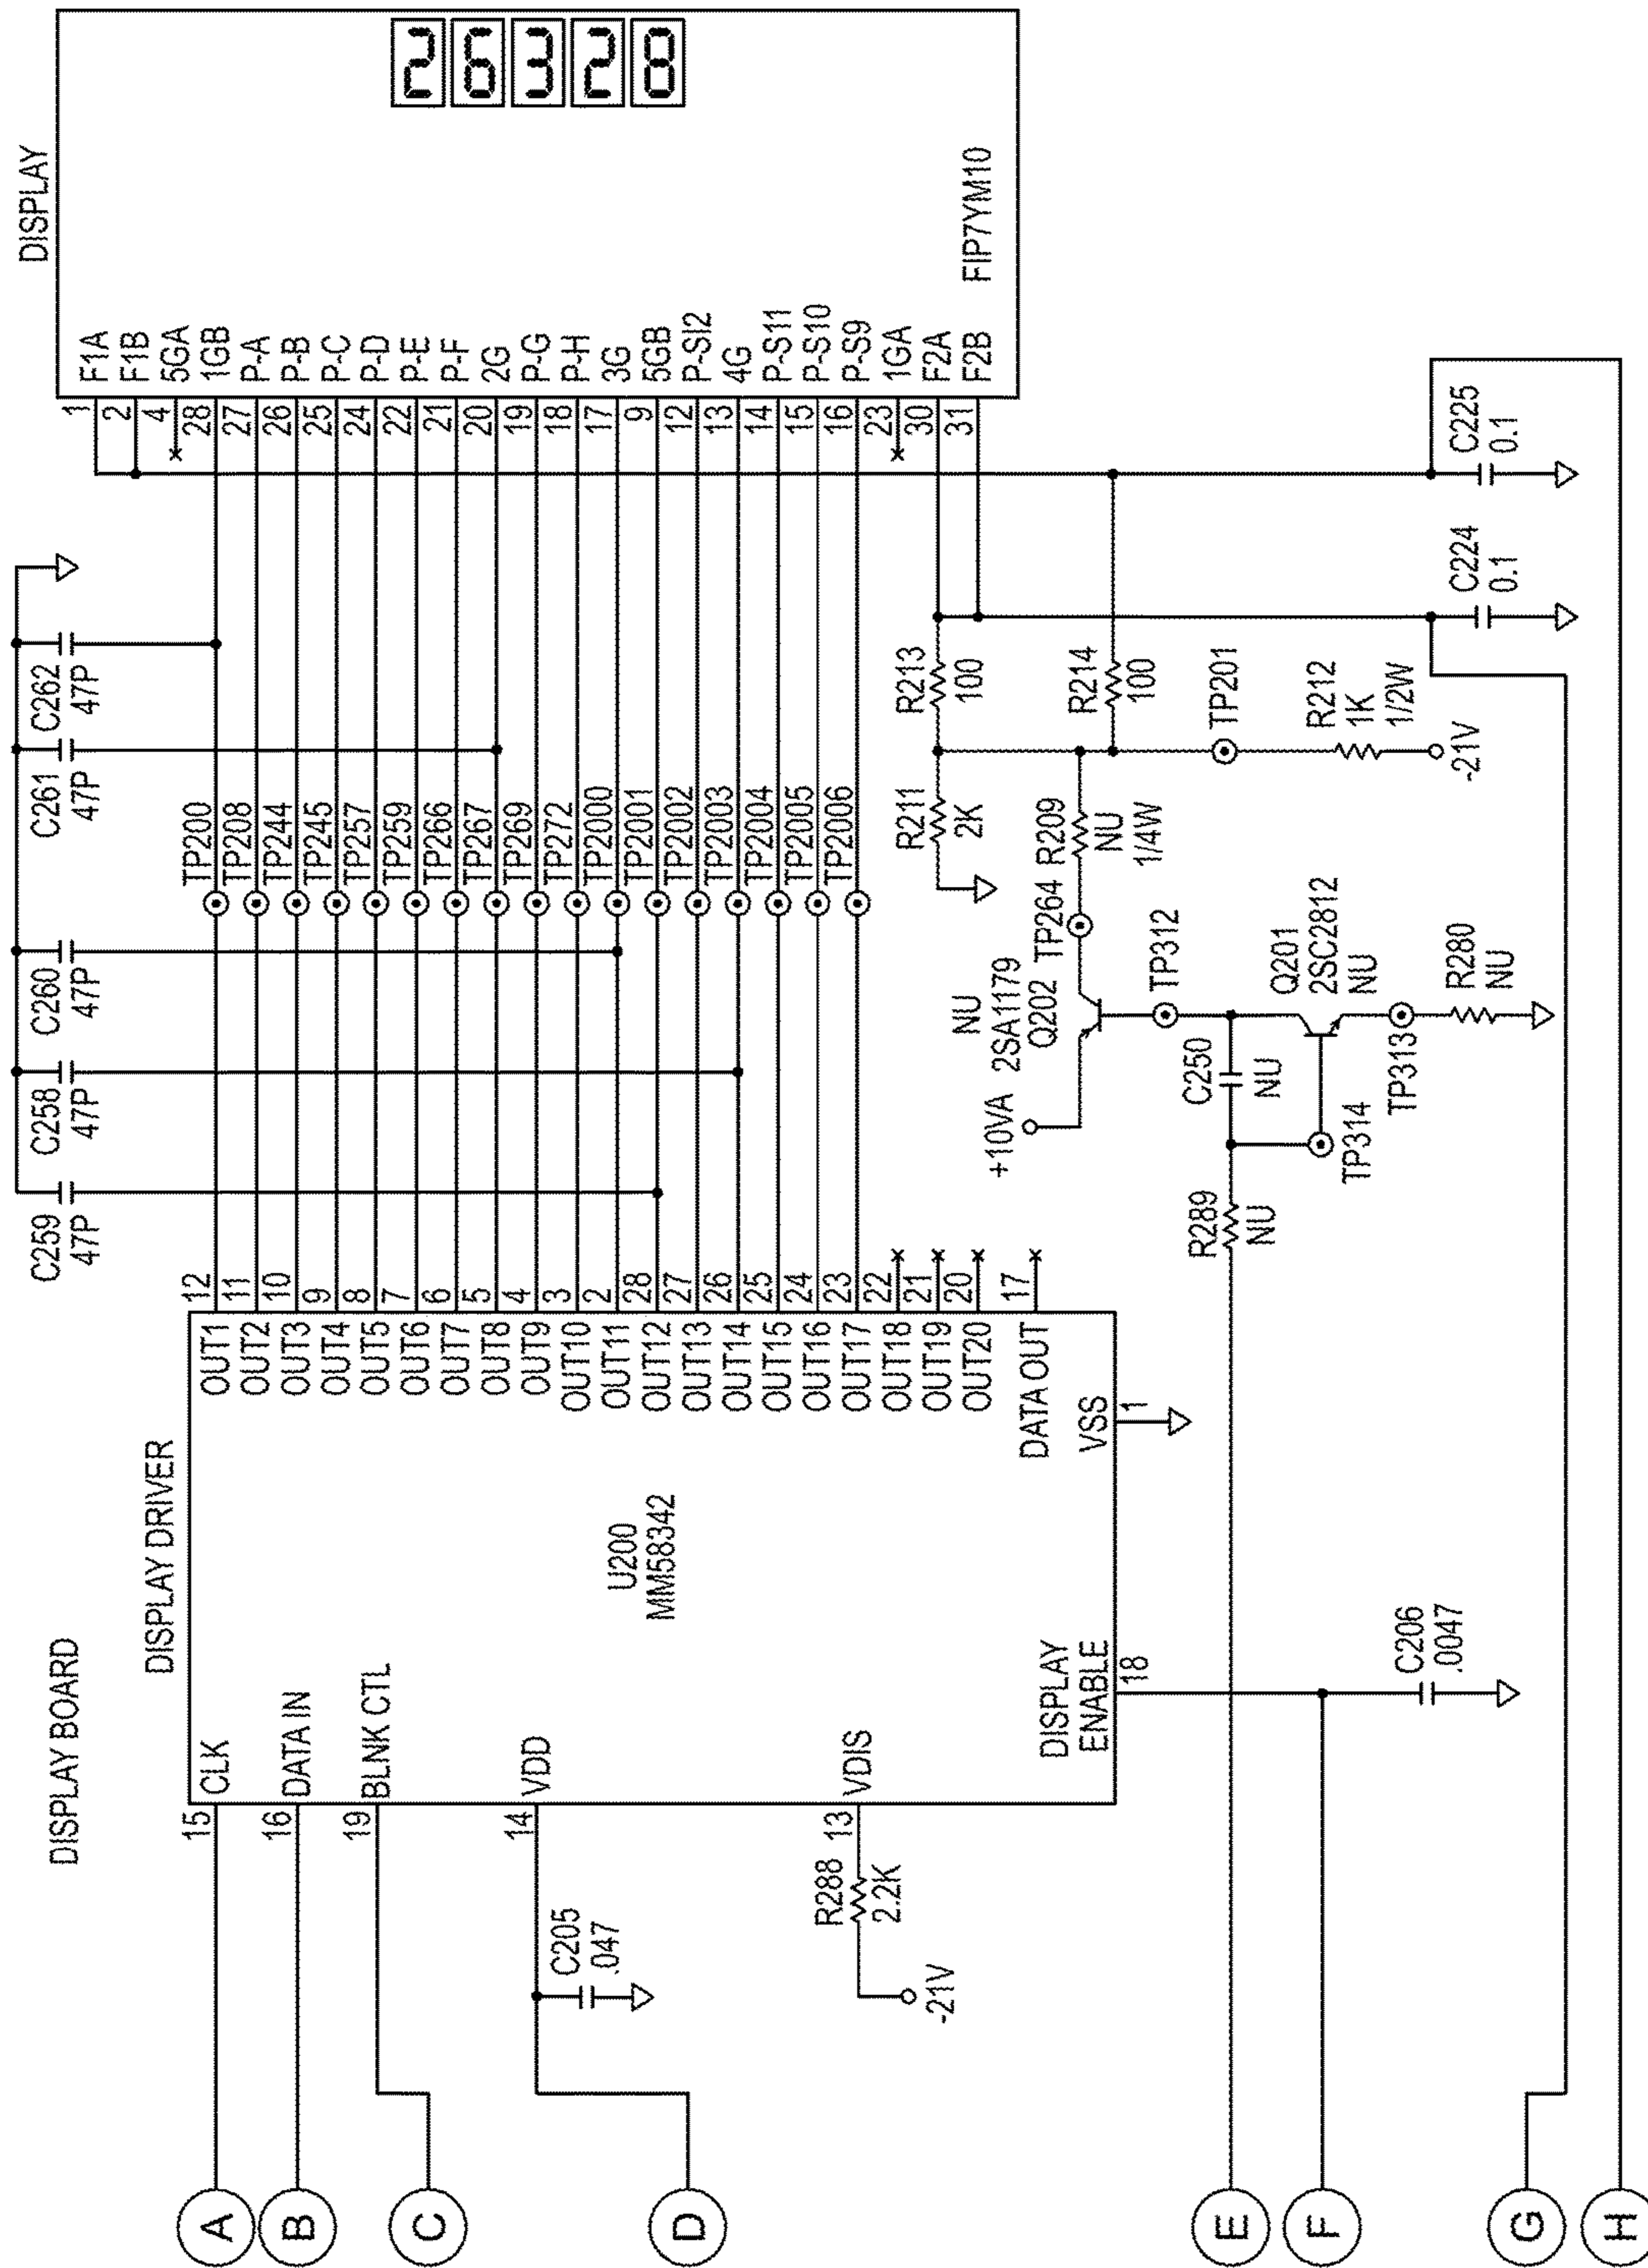 DISPLAY BOARD
DISPLAY DRIVER
U200
MM58342
15
CLK
16
DATA IN
19
BLNK CTL
14
VDD
13
VDIS
DISPLAY
ENABLE
18
VSS
1
OUT1 12
OUT2 11
OUT3 10
OUT4 9
OUT5 8
OUT6 7
OUT7 6
OUT8 5
OUT9 4
OUT10 3
OUT11 2
OUT12 28
OUT13 27
OUT14 26
OUT15 25
OUT16 24
OUT17 23
OUT18 22
OUT19 21
OUT20 20
DATA OUT 17
C205
.047
R288
2.2K
-21V
C206
.0047
C259
47P
C258
47P
C260
47P
C261
47P
C262
47P
TP200
TP208
TP244
TP245
TP257
TP259
TP266
TP267
TP269
TP272
TP2000
TP2001
TP2002
TP2003
TP2004
TP2005
TP2006
DISPLAY
1 F1A
2 F1B
4 5GA
28 1GB
27 P-A
26 P-B
25 P-C
24 P-D
22 P-E
21 P-F
20 2G
19 P-G
18 P-H
17 3G
9 5GB
12 P-SI2
13 4G
14 P-S11
15 P-S10
16 P-S9
23 1GA
30 F2A
31 F2B
FIP7YM10
26328
R211
2K
R213
100
R214
100
NU
2SA1179
Q202
+10VA
TP264
R209
NU
1/4W
TP201
R212
1K
1/2W
-21V
TP312
C250
NU
R289
NU
Q201
2SC2812
NU
TP314
TP313
R280
NU
C224
0.1
C225
0.1
A
B
C
D
E
F
G
H